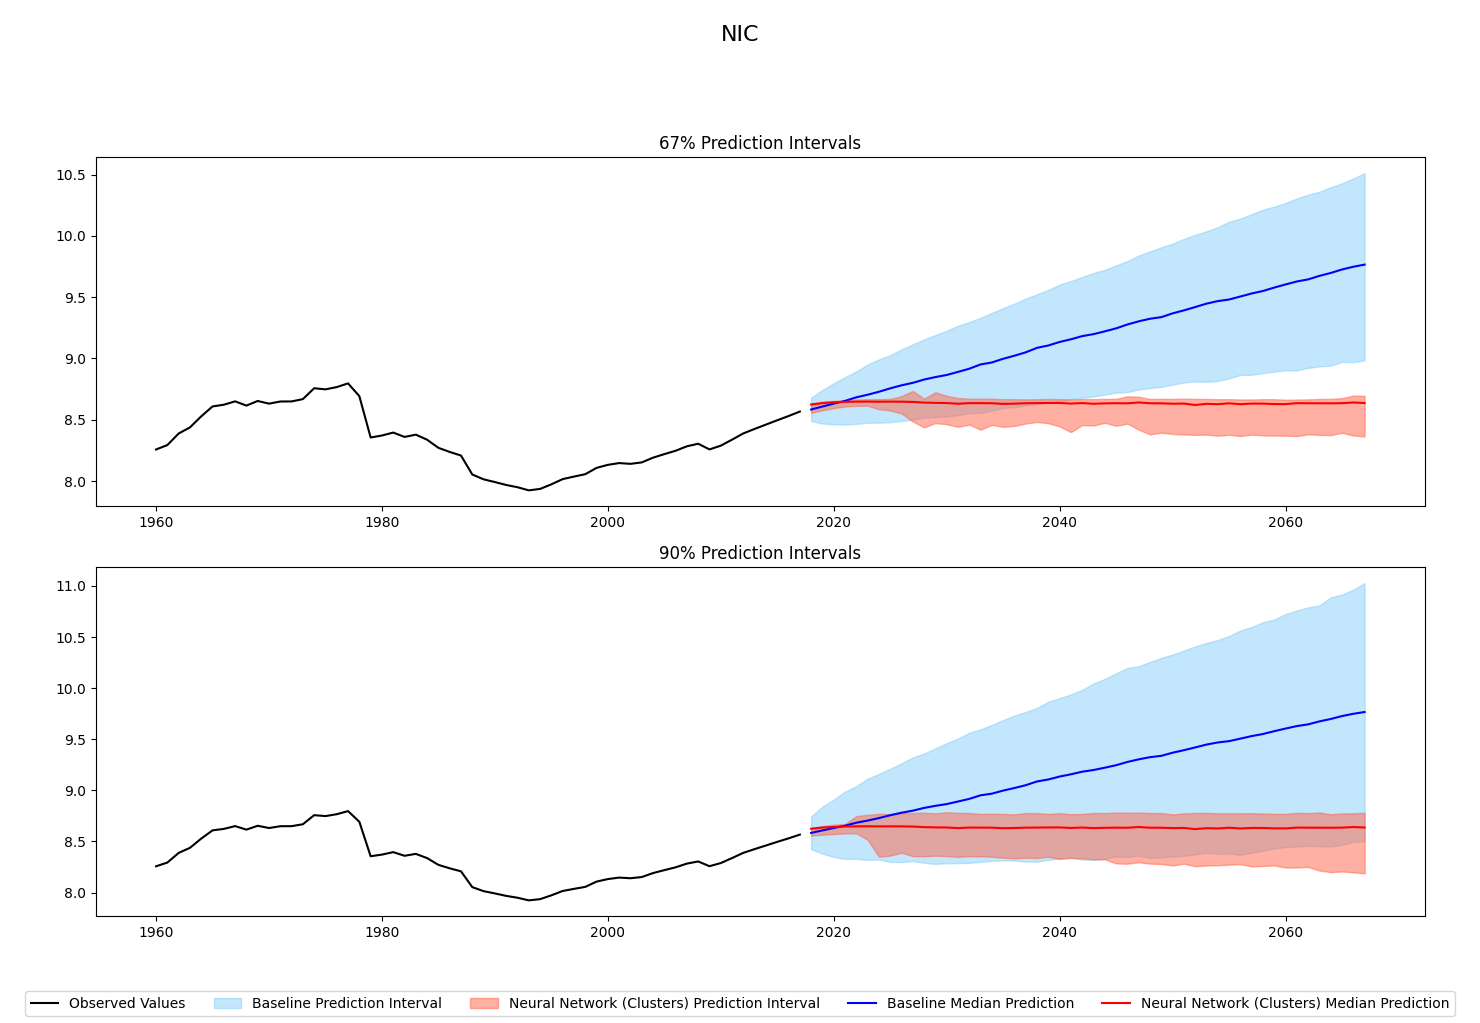 NIC
67% Prediction Intervals
10.5
10.0
9.5
9.0
8.5
8.0
1960 1980 2000 2020 2040 2060
90% Prediction Intervals
11.0
10.5
10.0
9.5
9.0
8.5
8.0
1960 1980 2000 2020 2040 2060
Observed Values Baseline Prediction Interval Neural Network (Clusters) Prediction Interval Baseline Median Prediction Neural Network (Clusters) Median Prediction